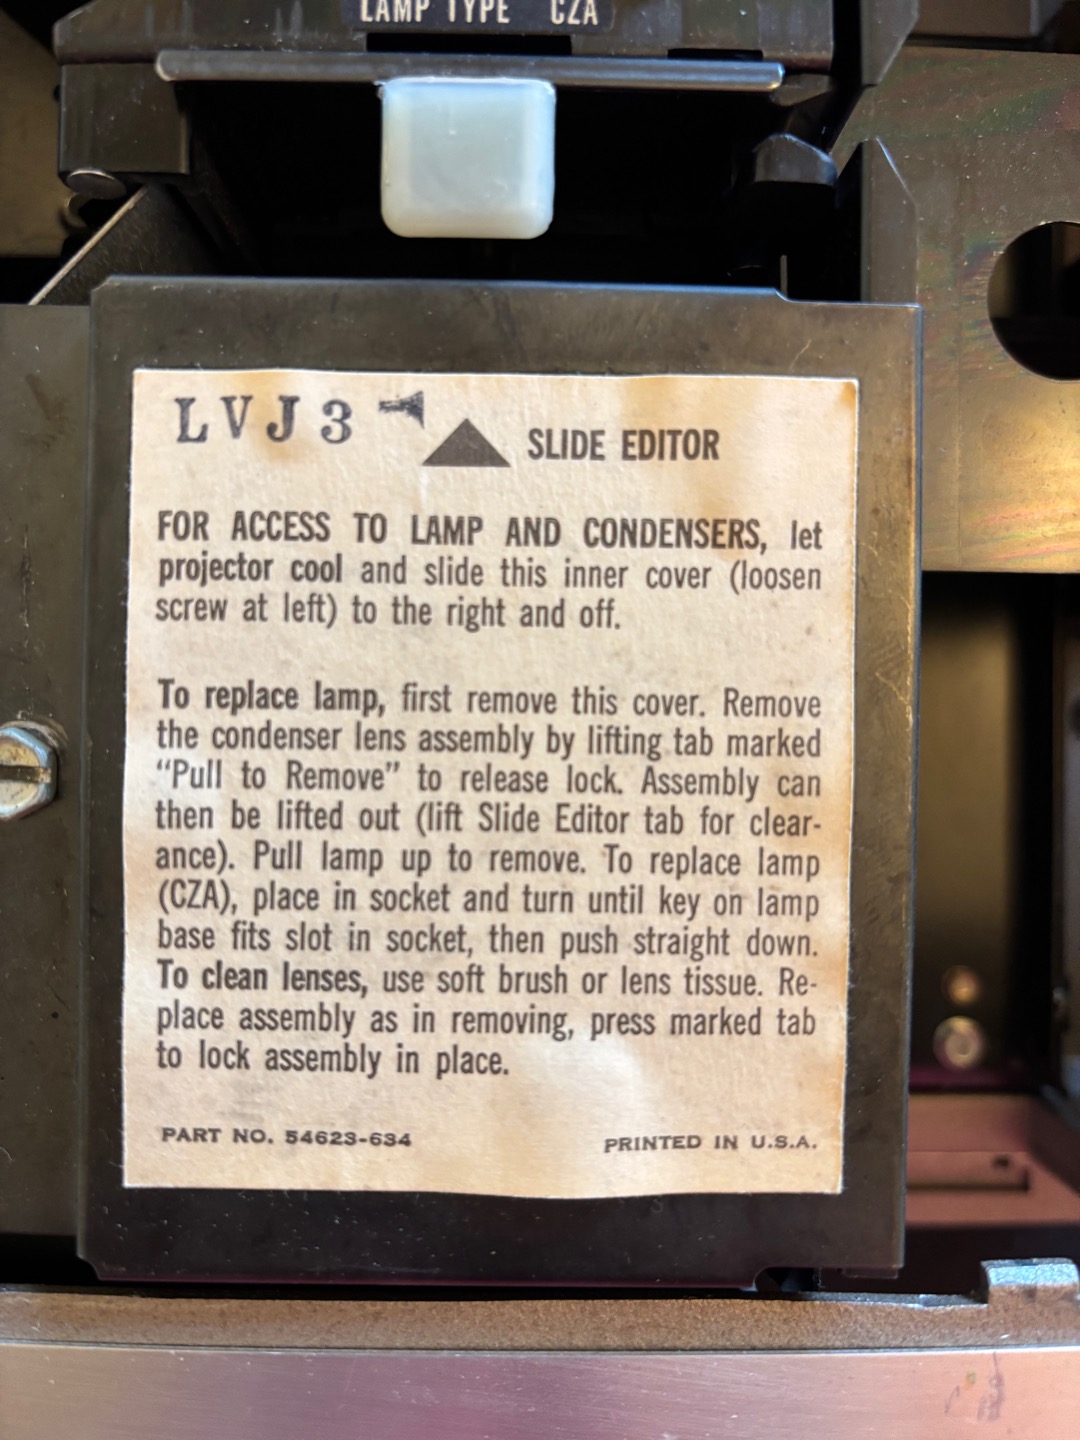 LAMP TYPE CZA
LVJ3
SLIDE EDITOR
FOR ACCESS TO LAMP AND CONDENSERS, let
projector cool and slide this inner cover (loosen
screw at left) to the right and off.
To replace lamp, first remove this cover. Remove
the condenser lens assembly by lifting tab marked
“Pull to Remove” to release lock. Assembly can
then be lifted out (lift Slide Editor tab for clear-
ance). Pull lamp up to remove. To replace lamp
(CZA), place in socket and turn until key on lamp
base fits slot in socket, then push straight down.
To clean lenses, use soft brush or lens tissue. Re-
place assembly as in removing, press marked tab
to lock assembly in place.
PART NO. 54623-634 PRINTED IN U.S.A.